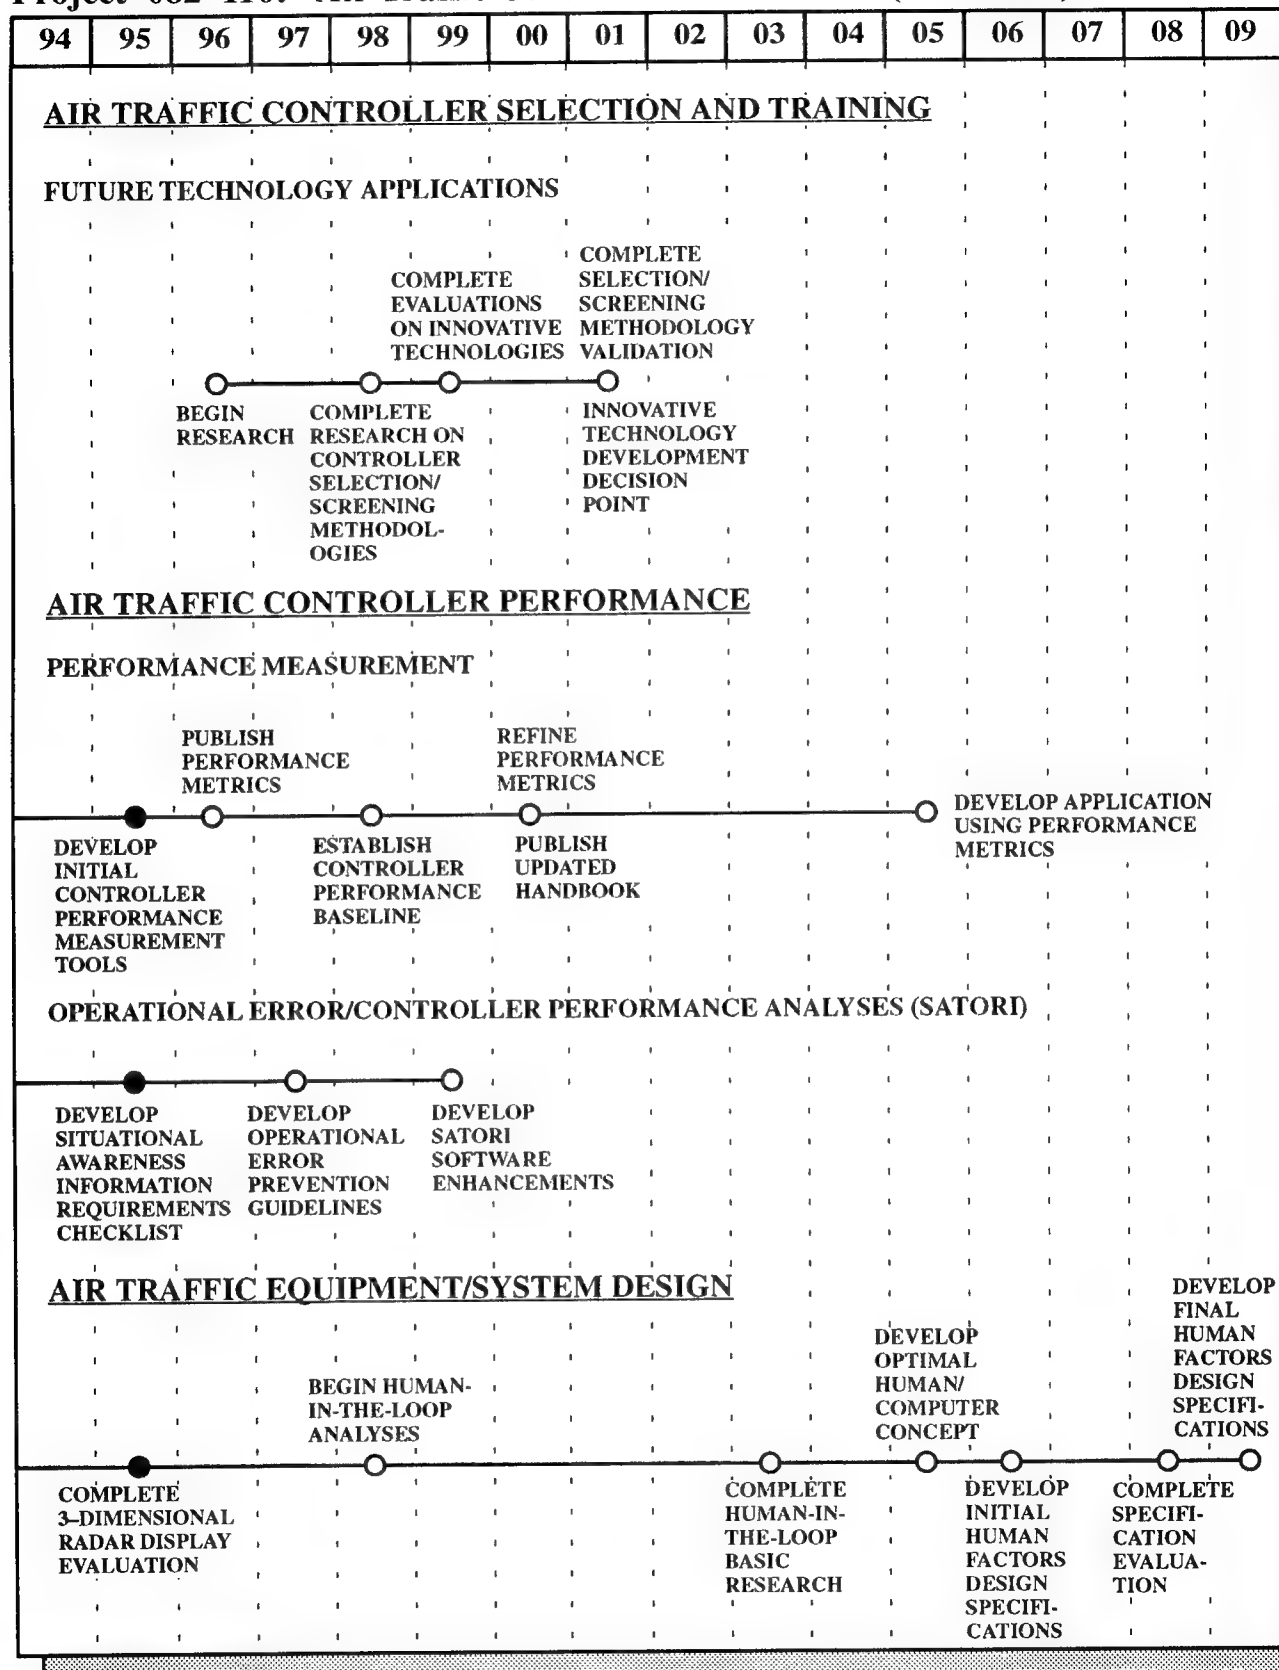 94 95 96 97 98 99 00 01 02 03 04 05 06 07 08 09
AIR TRAFFIC CONTROLLER SELECTION AND TRAINING
FUTURE TECHNOLOGY APPLICATIONS
COMPLETE
EVALUATIONS
ON INNOVATIVE
TECHNOLOGIES
COMPLETE
SELECTION/
SCREENING
METHODOLOGY
VALIDATION
BEGIN
RESEARCH
COMPLETE
RESEARCH ON
CONTROLLER
SELECTION/
SCREENING
METHODOL-
OGIES
INNOVATIVE
TECHNOLOGY
DEVELOPMENT
DECISION
POINT
AIR TRAFFIC CONTROLLER PERFORMANCE
PERFORMANCE MEASUREMENT
PUBLISH
PERFORMANCE
METRICS
REFINE
PERFORMANCE
METRICS
DEVELOP APPLICATION
USING PERFORMANCE
METRICS
DEVELOP
INITIAL
CONTROLLER
PERFORMANCE
MEASUREMENT
TOOLS
ESTABLISH
CONTROLLER
PERFORMANCE
BASELINE
PUBLISH
UPDATED
HANDBOOK
OPERATIONAL ERROR/CONTROLLER PERFORMANCE ANALYSES (SATORI)
DEVELOP
SITUATIONAL
AWARENESS
INFORMATION
REQUIREMENTS
CHECKLIST
DEVELOP
OPERATIONAL
ERROR
PREVENTION
GUIDELINES
DEVELOP
SATORI
SOFTWARE
ENHANCEMENTS
AIR TRAFFIC EQUIPMENT/SYSTEM DESIGN
BEGIN HUMAN-
IN-THE-LOOP
ANALYSES
DEVELOP
OPTIMAL
HUMAN/
COMPUTER
CONCEPT
DEVELOP
FINAL
HUMAN
FACTORS
DESIGN
SPECIFI-
CATIONS
COMPLETE
3-DIMENSIONAL
RADAR DISPLAY
EVALUATION
COMPLETE
HUMAN-IN-
THE-LOOP
BASIC
RESEARCH
DEVELOP
INITIAL
HUMAN
FACTORS
DESIGN
SPECIFI-
CATIONS
COMPLETE
SPECIFI-
CATION
EVALUA-
TION